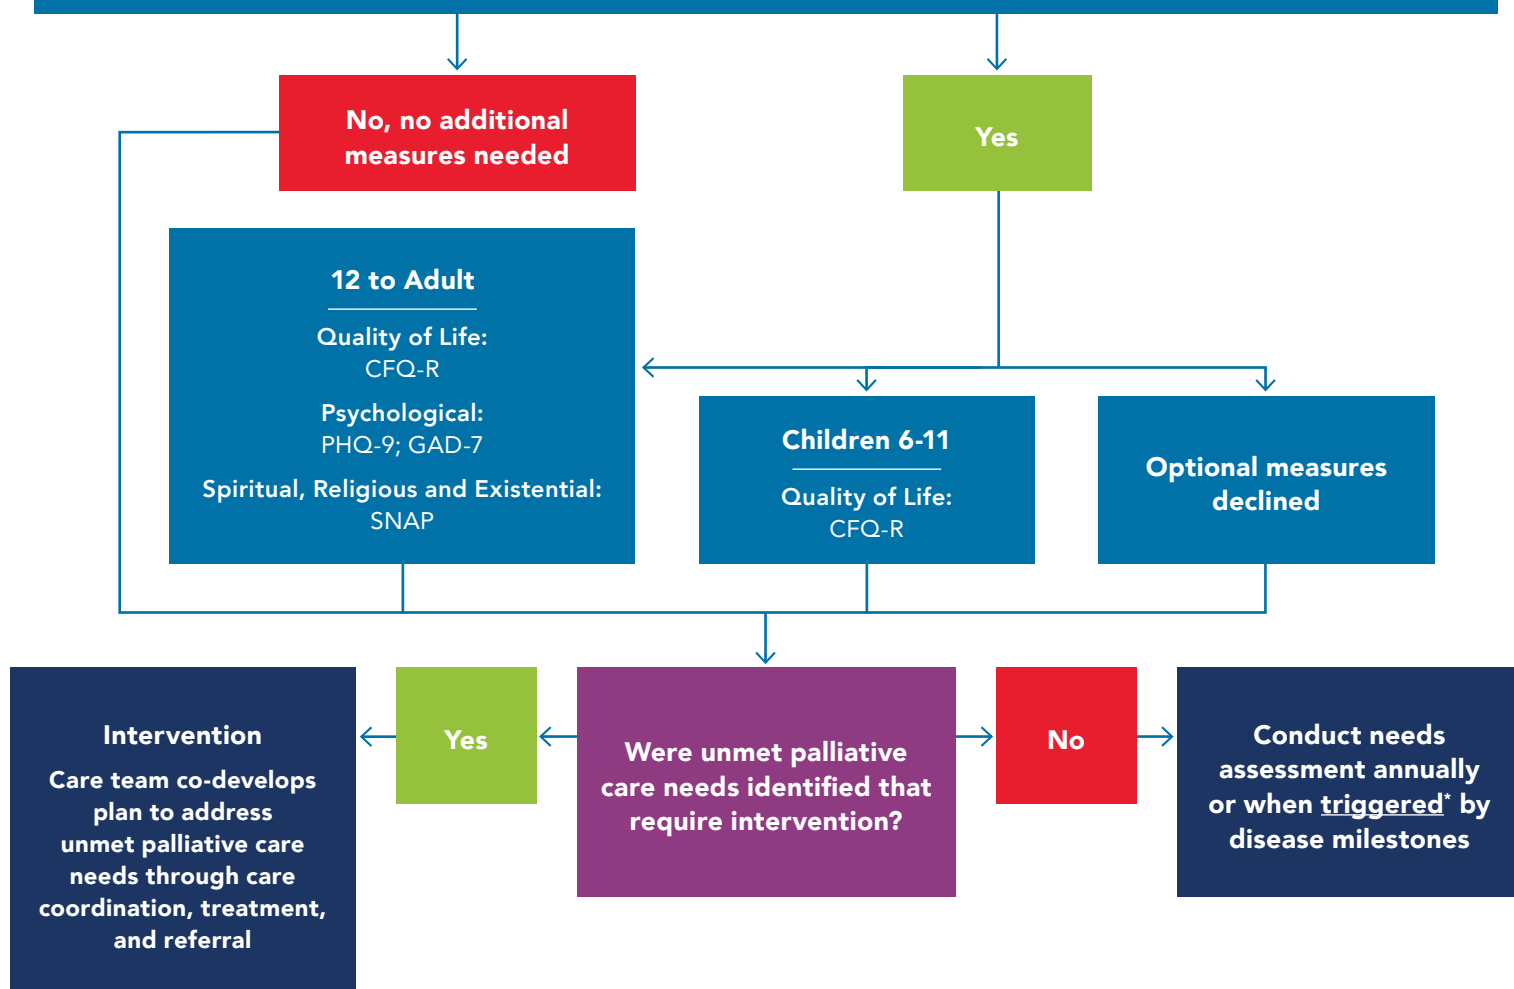 No, no additional
measures needed
Yes
12 to Adult
Quality of Life:
CFQ-R
Psychological:
PHQ-9; GAD-7
Spiritual, Religious and Existential:
SNAP
Children 6-11
Quality of Life:
CFQ-R
Optional measures
declined
Intervention
Care team co-develops
plan to address
unmet palliative care
needs through care
coordination, treatment,
and referral
Yes
Were unmet palliative
care needs identified that
require intervention?
No
Conduct needs
assessment annually
or when triggered* by
disease milestones